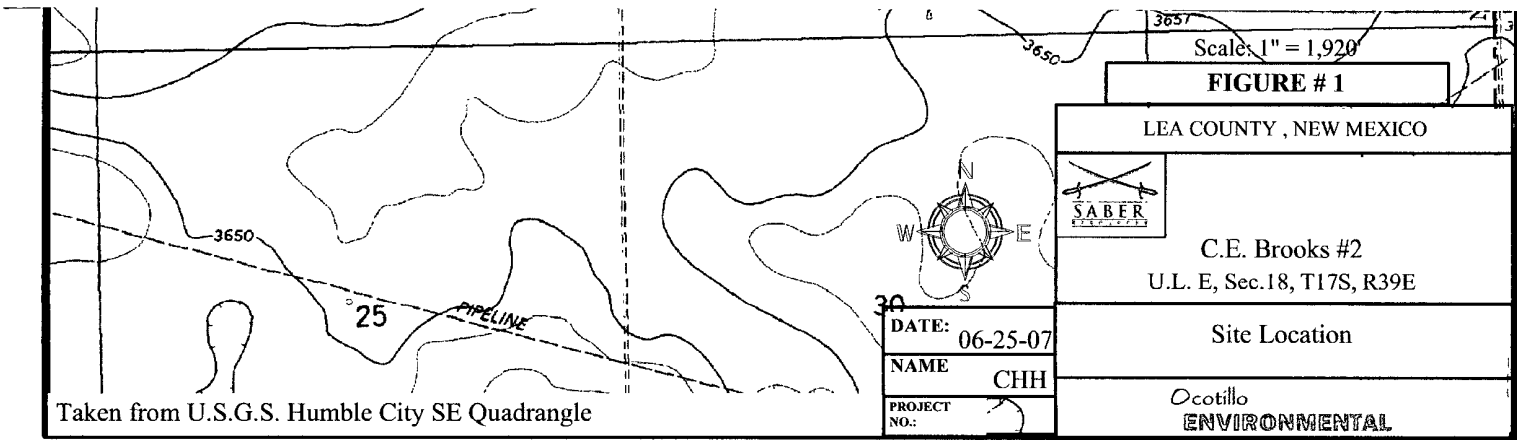 3657
3650
Scale: 1" = 1,920'
FIGURE # 1
LEA COUNTY , NEW MEXICO
N
W
E
S
SABER
C.E. Brooks #2
U.L. E, Sec.18, T17S, R39E
3650
25
PIPELINE
30
DATE: 06-25-07
NAME CHH
PROJECT
NO.:
Site Location
Ocotillo
ENVIRONMENTAL
Taken from U.S.G.S. Humble City SE Quadrangle